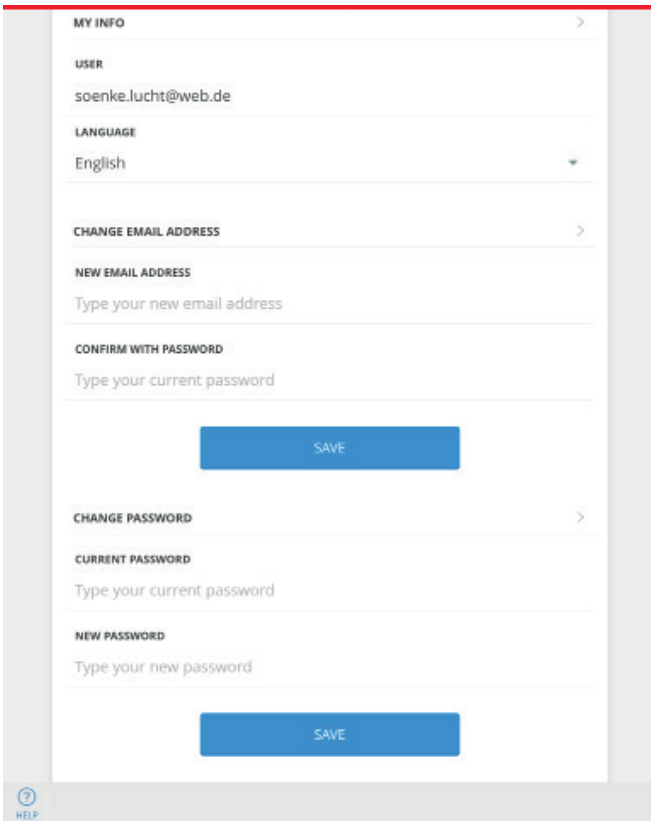 MY INFO
USER
soenke.lucht@web.de
LANGUAGE
English
CHANGE EMAIL ADDRESS
NEW EMAIL ADDRESS
Type your new email address
CONFIRM WITH PASSWORD
Type your current password
SAVE
CHANGE PASSWORD
CURRENT PASSWORD
Type your current password
NEW PASSWORD
Type your new password
SAVE
?
HELP